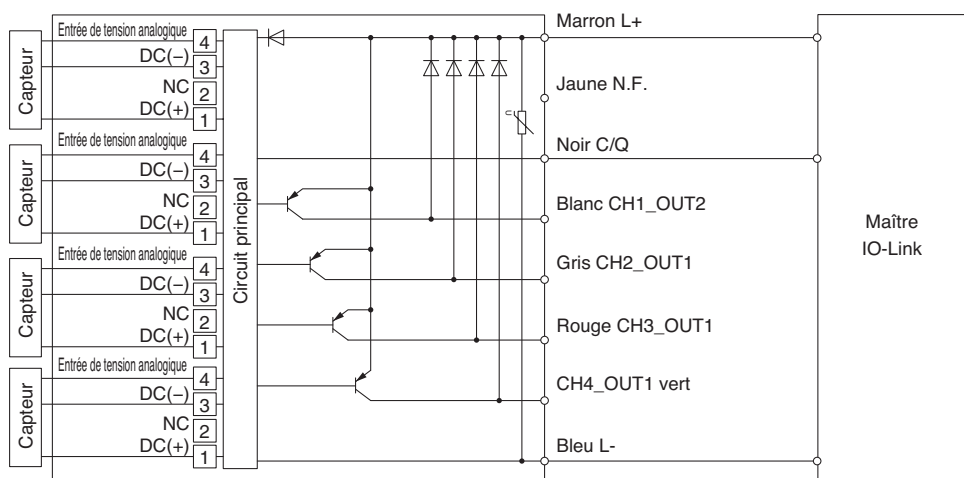 Marron L+
Entrée de tension analogique 4
DC(−) 3
NC 2
DC(+) 1
Capteur
Jaune N.F.
Entrée de tension analogique 4
DC(−) 3
NC 2
DC(+) 1
Capteur
Noir C/Q
Circuit principal
Blanc CH1_OUT2
Maître
IO-Link
Entrée de tension analogique 4
DC(−) 3
NC 2
DC(+) 1
Capteur
Gris CH2_OUT1
Rouge CH3_OUT1
Entrée de tension analogique 4
DC(−) 3
NC 2
DC(+) 1
Capteur
CH4_OUT1 vert
Bleu L-